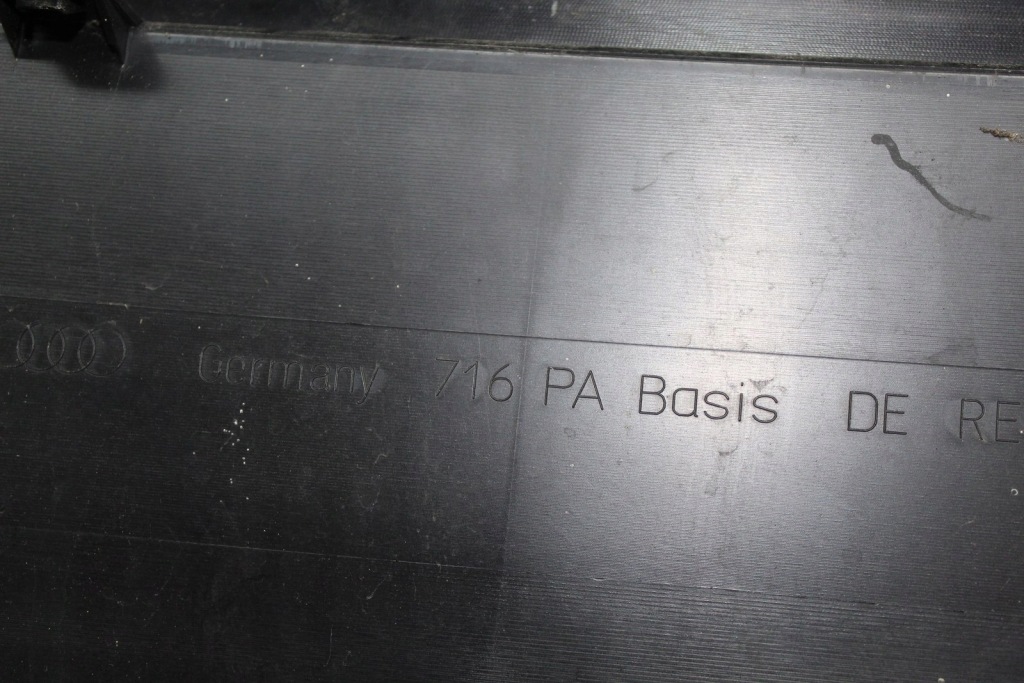 Germany 716 PA Basis DE RE